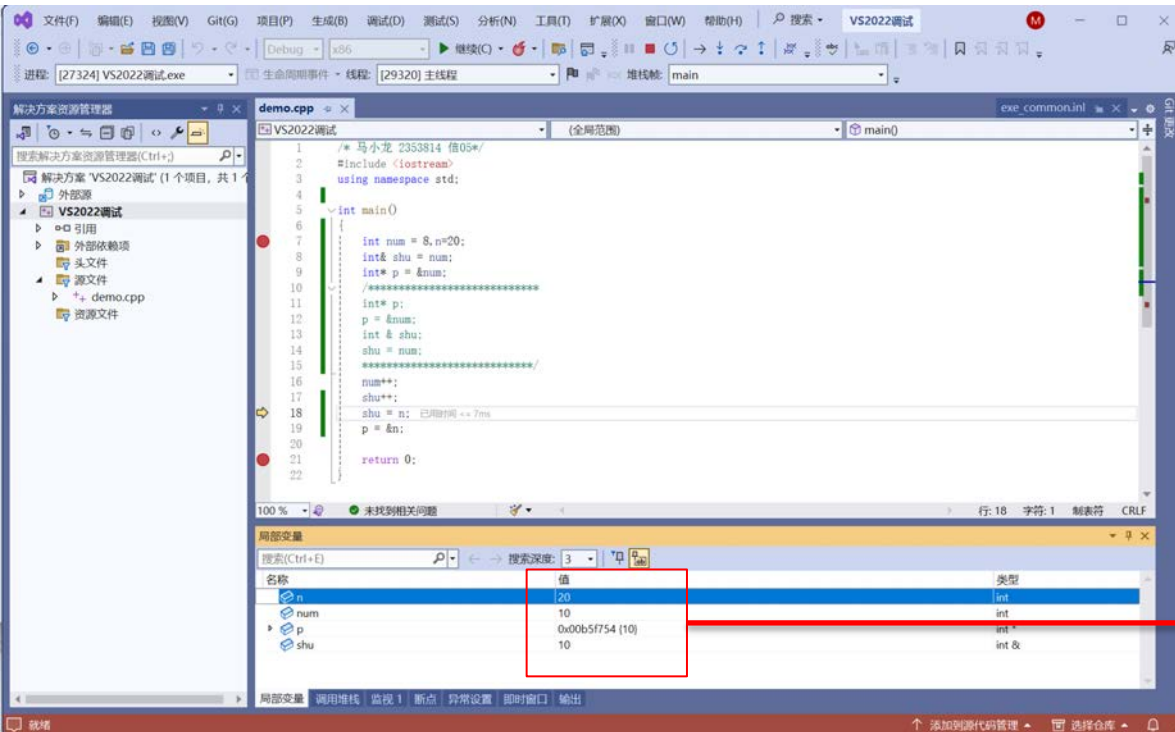 文件(F) 编辑(E) 视图(V) Git(G) 项目(P) 生成(B) 调试(D) 测试(S) 分析(N) 工具(T) 扩展(X) 窗口(W) 帮助(H) 搜索 VS2022调试 M
Debug x86 继续(C)
进程: [27324] VS2022调试.exe 生命周期事件 线程: [29320] 主线程 堆栈帧: main
解决方案资源管理器
搜索解决方案资源管理器(Ctrl+;)
解决方案 'VS2022调试' (1 个项目, 共 1 个
外部源
VS2022调试
引用
外部依赖项
头文件
源文件
demo.cpp
资源文件
demo.cpp exe_common.inl
VS2022调试 (全局范围) main()
1 /* 马小龙 2353814 信05*/
2 #include <iostream>
3 using namespace std;
4
5 int main()
6 {
7 int num = 8,n=20;
8 int& shu = num;
9 int* p = &num;
10 /****************************
11 int* p;
12 p = &num;
13 int & shu;
14 shu = num;
15 ****************************/
16 num++;
17 shu++;
18 shu = n; 已用时间 <= 7ms
19 p = &n;
20
21 return 0;
22 }
100 % 未找到相关问题 行: 18 字符: 1 制表符 CRLF
Git 更改
局部变量
搜索(Ctrl+E) 搜索深度: 3
名称 值 类型
n 20 int
num 10 int
p 0x00b5f754 {10} int *
shu 10 int &
局部变量 调用堆栈 监视 1 断点 异常设置 即时窗口 输出
就绪 添加到源代码管理 选择仓库